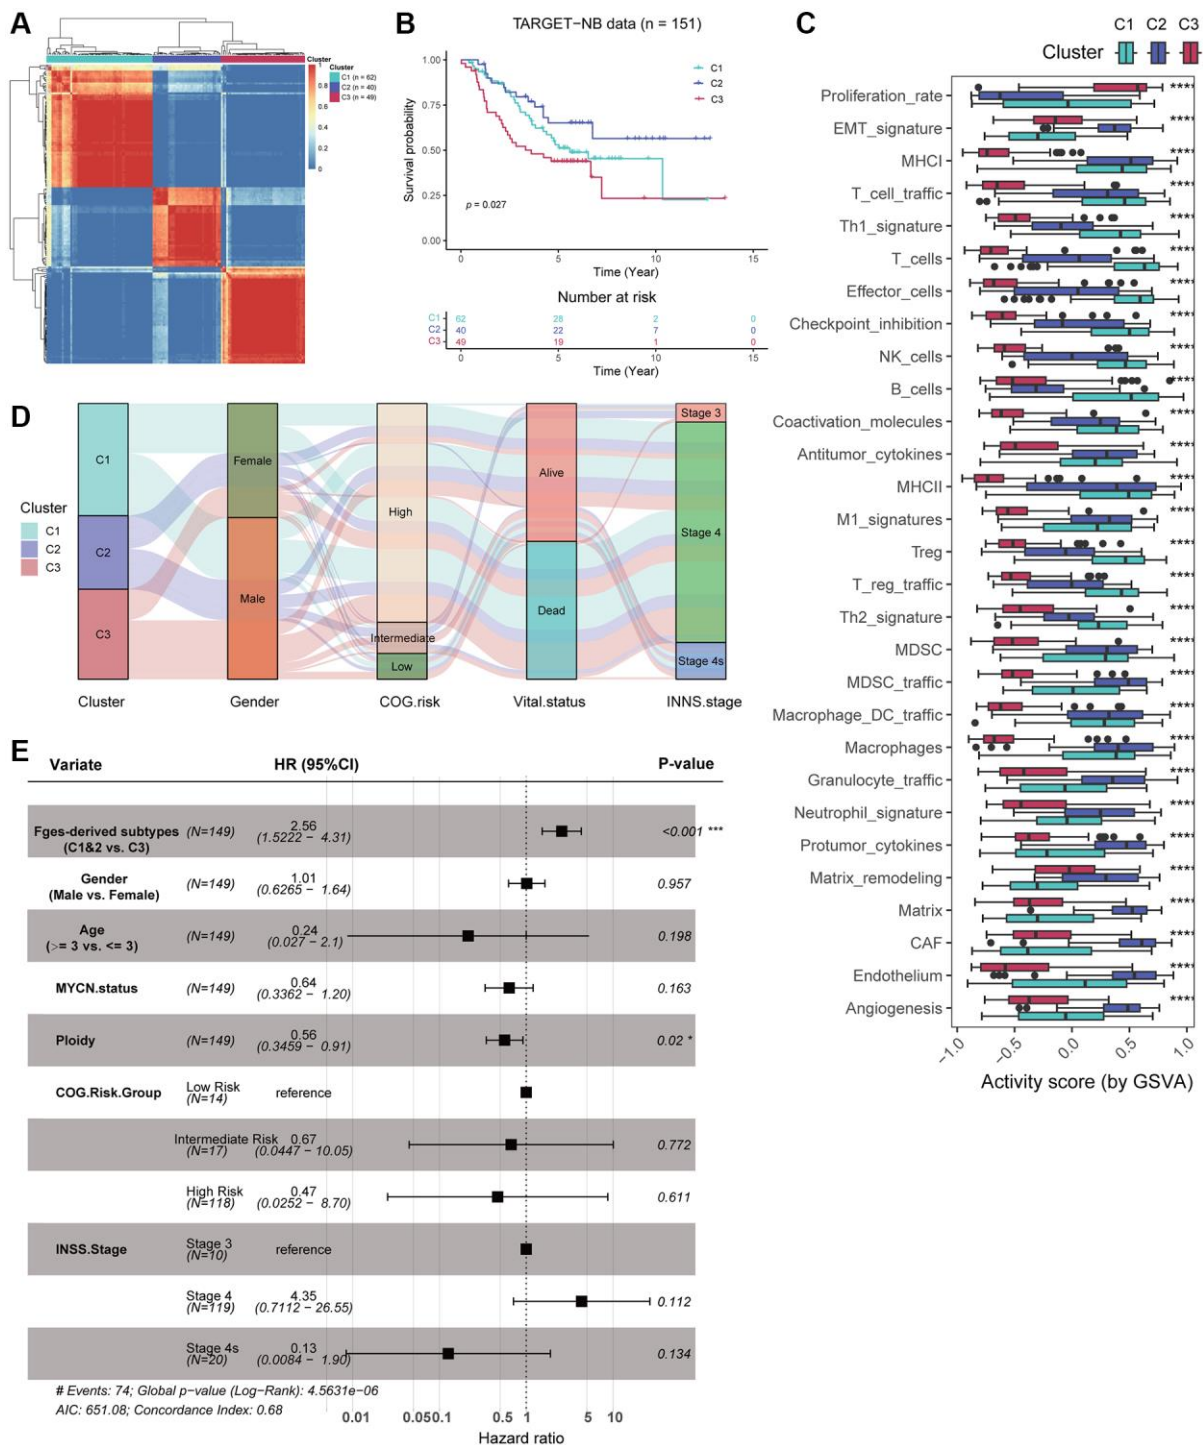 A
Cluster
Cluster
C1 (n = 62)
C2 (n = 40)
C3 (n = 49)
1
0.8
0.6
0.4
0.2
0
B
TARGET−NB data (n = 151)
Survival probability
1.00
0.75
0.50
0.25
0.00
C1
C2
C3
p = 0.027
0 5 10 15
Time (Year)
Number at risk
C1 62 28 2 0
C2 40 22 7 0
C3 49 19 1 0
0 5 10 15
Time (Year)
C
Cluster C1 C2 C3
Proliferation_rate ****
EMT_signature ****
MHCI ****
T_cell_traffic ****
Th1_signature ****
T_cells ****
Effector_cells ****
Checkpoint_inhibition ****
NK_cells ****
B_cells ****
Coactivation_molecules ****
Antitumor_cytokines ****
MHCII ****
M1_signatures ****
Treg ****
T_reg_traffic ****
Th2_signature ****
MDSC ****
MDSC_traffic ****
Macrophage_DC_traffic ****
Macrophages ****
Granulocyte_traffic ****
Neutrophil_signature ****
Protumor_cytokines ****
Matrix_remodeling ****
Matrix ****
CAF ****
Endothelium ****
Angiogenesis ****
−1.0 −0.5 0.0 0.5 1.0
Activity score (by GSVA)
D
Cluster
C1
C2
C3
C1
C2
C3
Female
Male
High
Intermediate
Low
Alive
Dead
Stage 3
Stage 4
Stage 4s
Cluster Gender COG.risk Vital.status INNS.stage
E
Variate HR (95%CI) P-value
Fges-derived subtypes (N=149) 2.56 <0.001 ***
(C1&2 vs. C3) (1.5222 − 4.31)
Gender (N=149) 1.01 0.957
(Male vs. Female) (0.6265 − 1.64)
Age (N=149) 0.24 0.198
(>= 3 vs. <= 3) (0.027 − 2.1)
MYCN.status (N=149) 0.64 0.163
(0.3362 − 1.20)
Ploidy (N=149) 0.56 0.02 *
(0.3459 − 0.91)
COG.Risk.Group Low Risk reference
(N=14)
Intermediate Risk 0.67 0.772
(N=17) (0.0447 − 10.05)
High Risk 0.47 0.611
(N=118) (0.0252 − 8.70)
INSS.Stage Stage 3 reference
(N=10)
Stage 4 4.35 0.112
(N=119) (0.7112 − 26.55)
Stage 4s 0.13 0.134
(N=20) (0.0084 − 1.90)
# Events: 74; Global p−value (Log−Rank): 4.5631e−06
AIC: 651.08; Concordance Index: 0.68
0.01 0.05 0.1 0.5 1 5 10
Hazard ratio